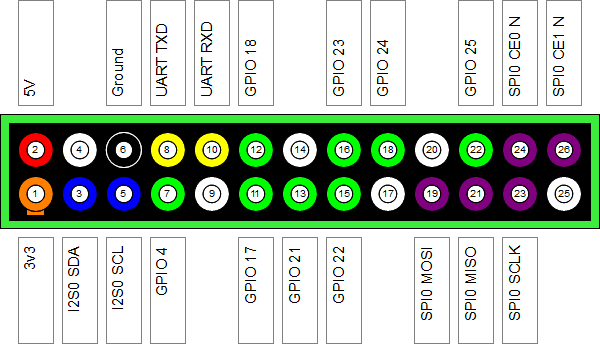 5V
Ground
UART TXD
UART RXD
GPIO 18
GPIO 23
GPIO 24
GPIO 25
SPI0 CE0 N
SPI0 CE1 N
2 4 6 8 10 12 14 16 18 20 22 24 26
1 3 5 7 9 11 13 15 17 19 21 23 25
3v3
I2S0 SDA
I2S0 SCL
GPIO 4
GPIO 17
GPIO 21
GPIO 22
SPI0 MOSI
SPI0 MISO
SPI0 SCLK